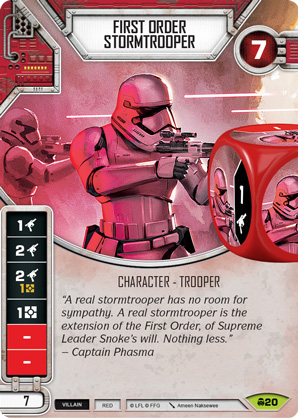 FIRST ORDER
STORMTROOPER
7
1
1
2
2
1
1
–
–
CHARACTER - TROOPER
“A real stormtrooper has no room for
sympathy. A real stormtrooper is the
extension of the First Order, of Supreme
Leader Snoke’s will. Nothing less.”
– Captain Phasma
7
VILLAIN
RED
© LFL © FFG
Ameen Naksewee
20